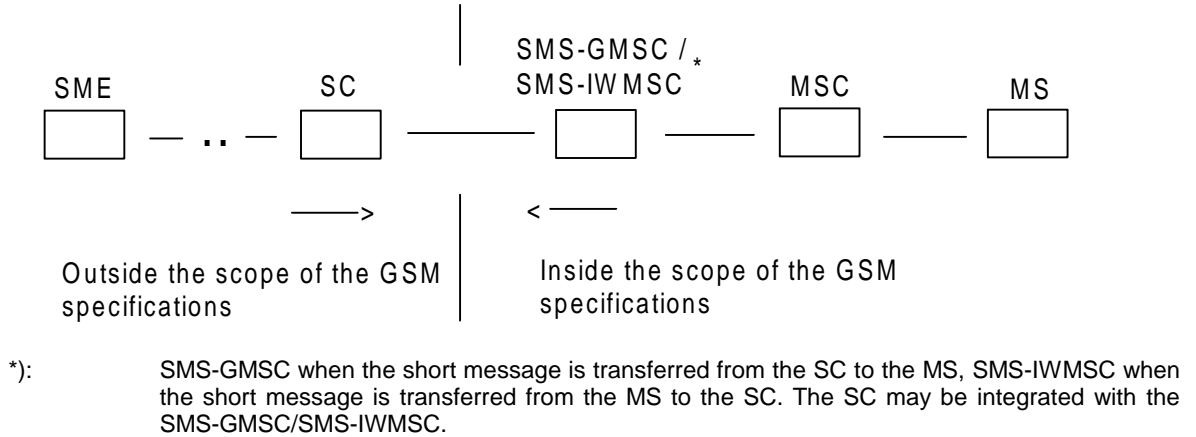 SMS-GMSC / *
SMS-IWMSC
SME
SC
MSC
MS
Outside the scope of the GSM
specifications
Inside the scope of the GSM
specifications
*): SMS-GMSC when the short message is transferred from the SC to the MS, SMS-IWMSC when
the short message is transferred from the MS to the SC. The SC may be integrated with the
SMS-GMSC/SMS-IWMSC.